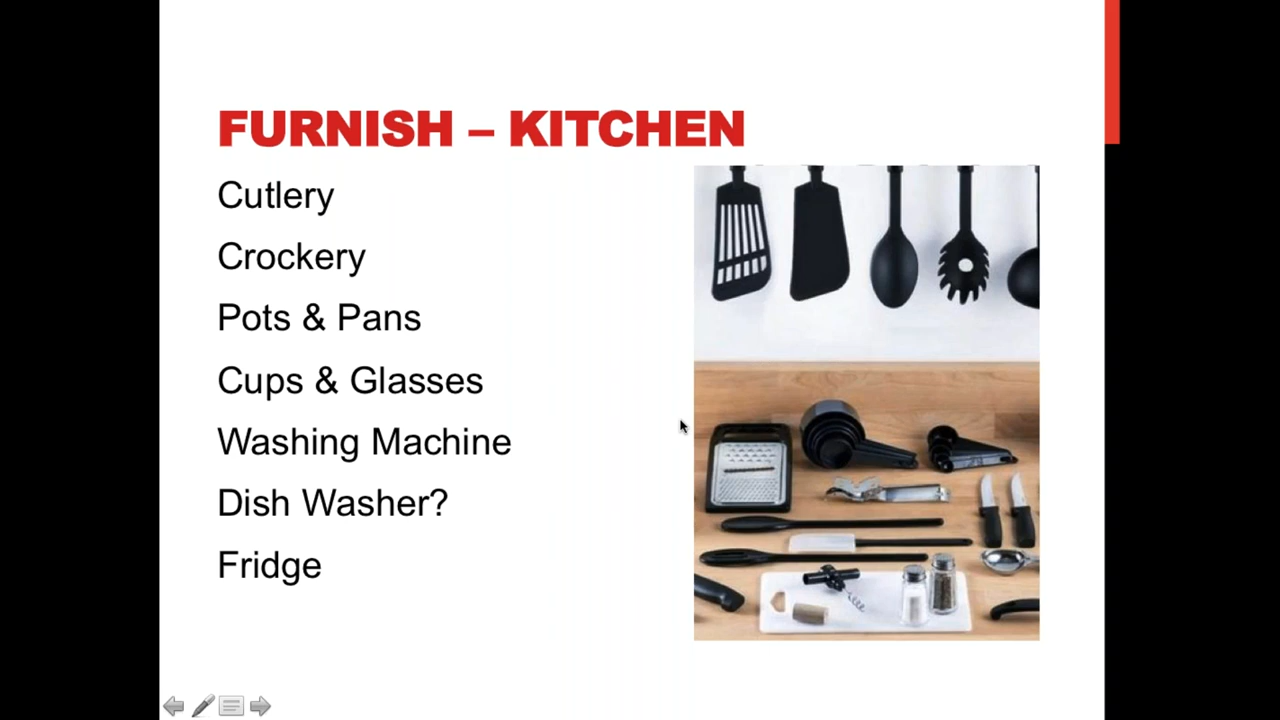 FURNISH – KITCHEN
Cutlery
Crockery
Pots & Pans
Cups & Glasses
Washing Machine
Dish Washer?
Fridge